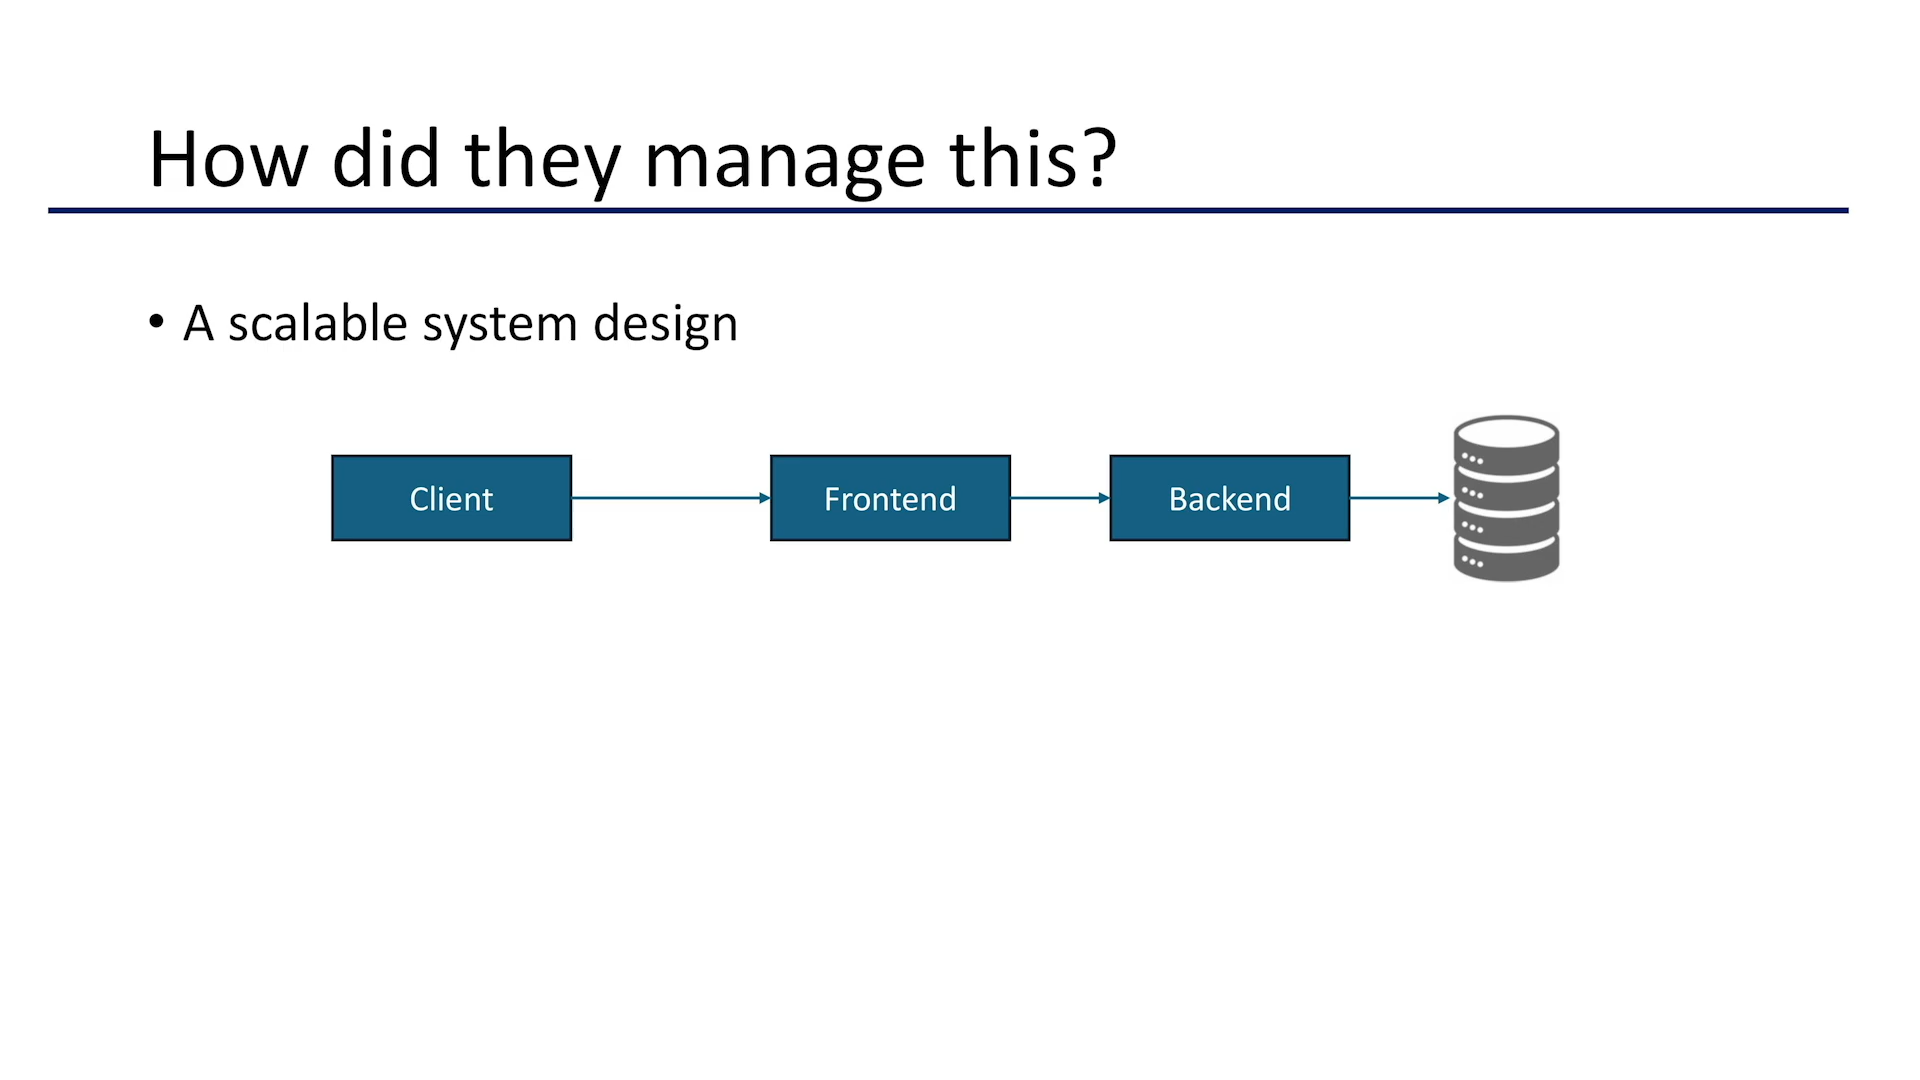 How did they manage this?
• A scalable system design
Client
Frontend
Backend